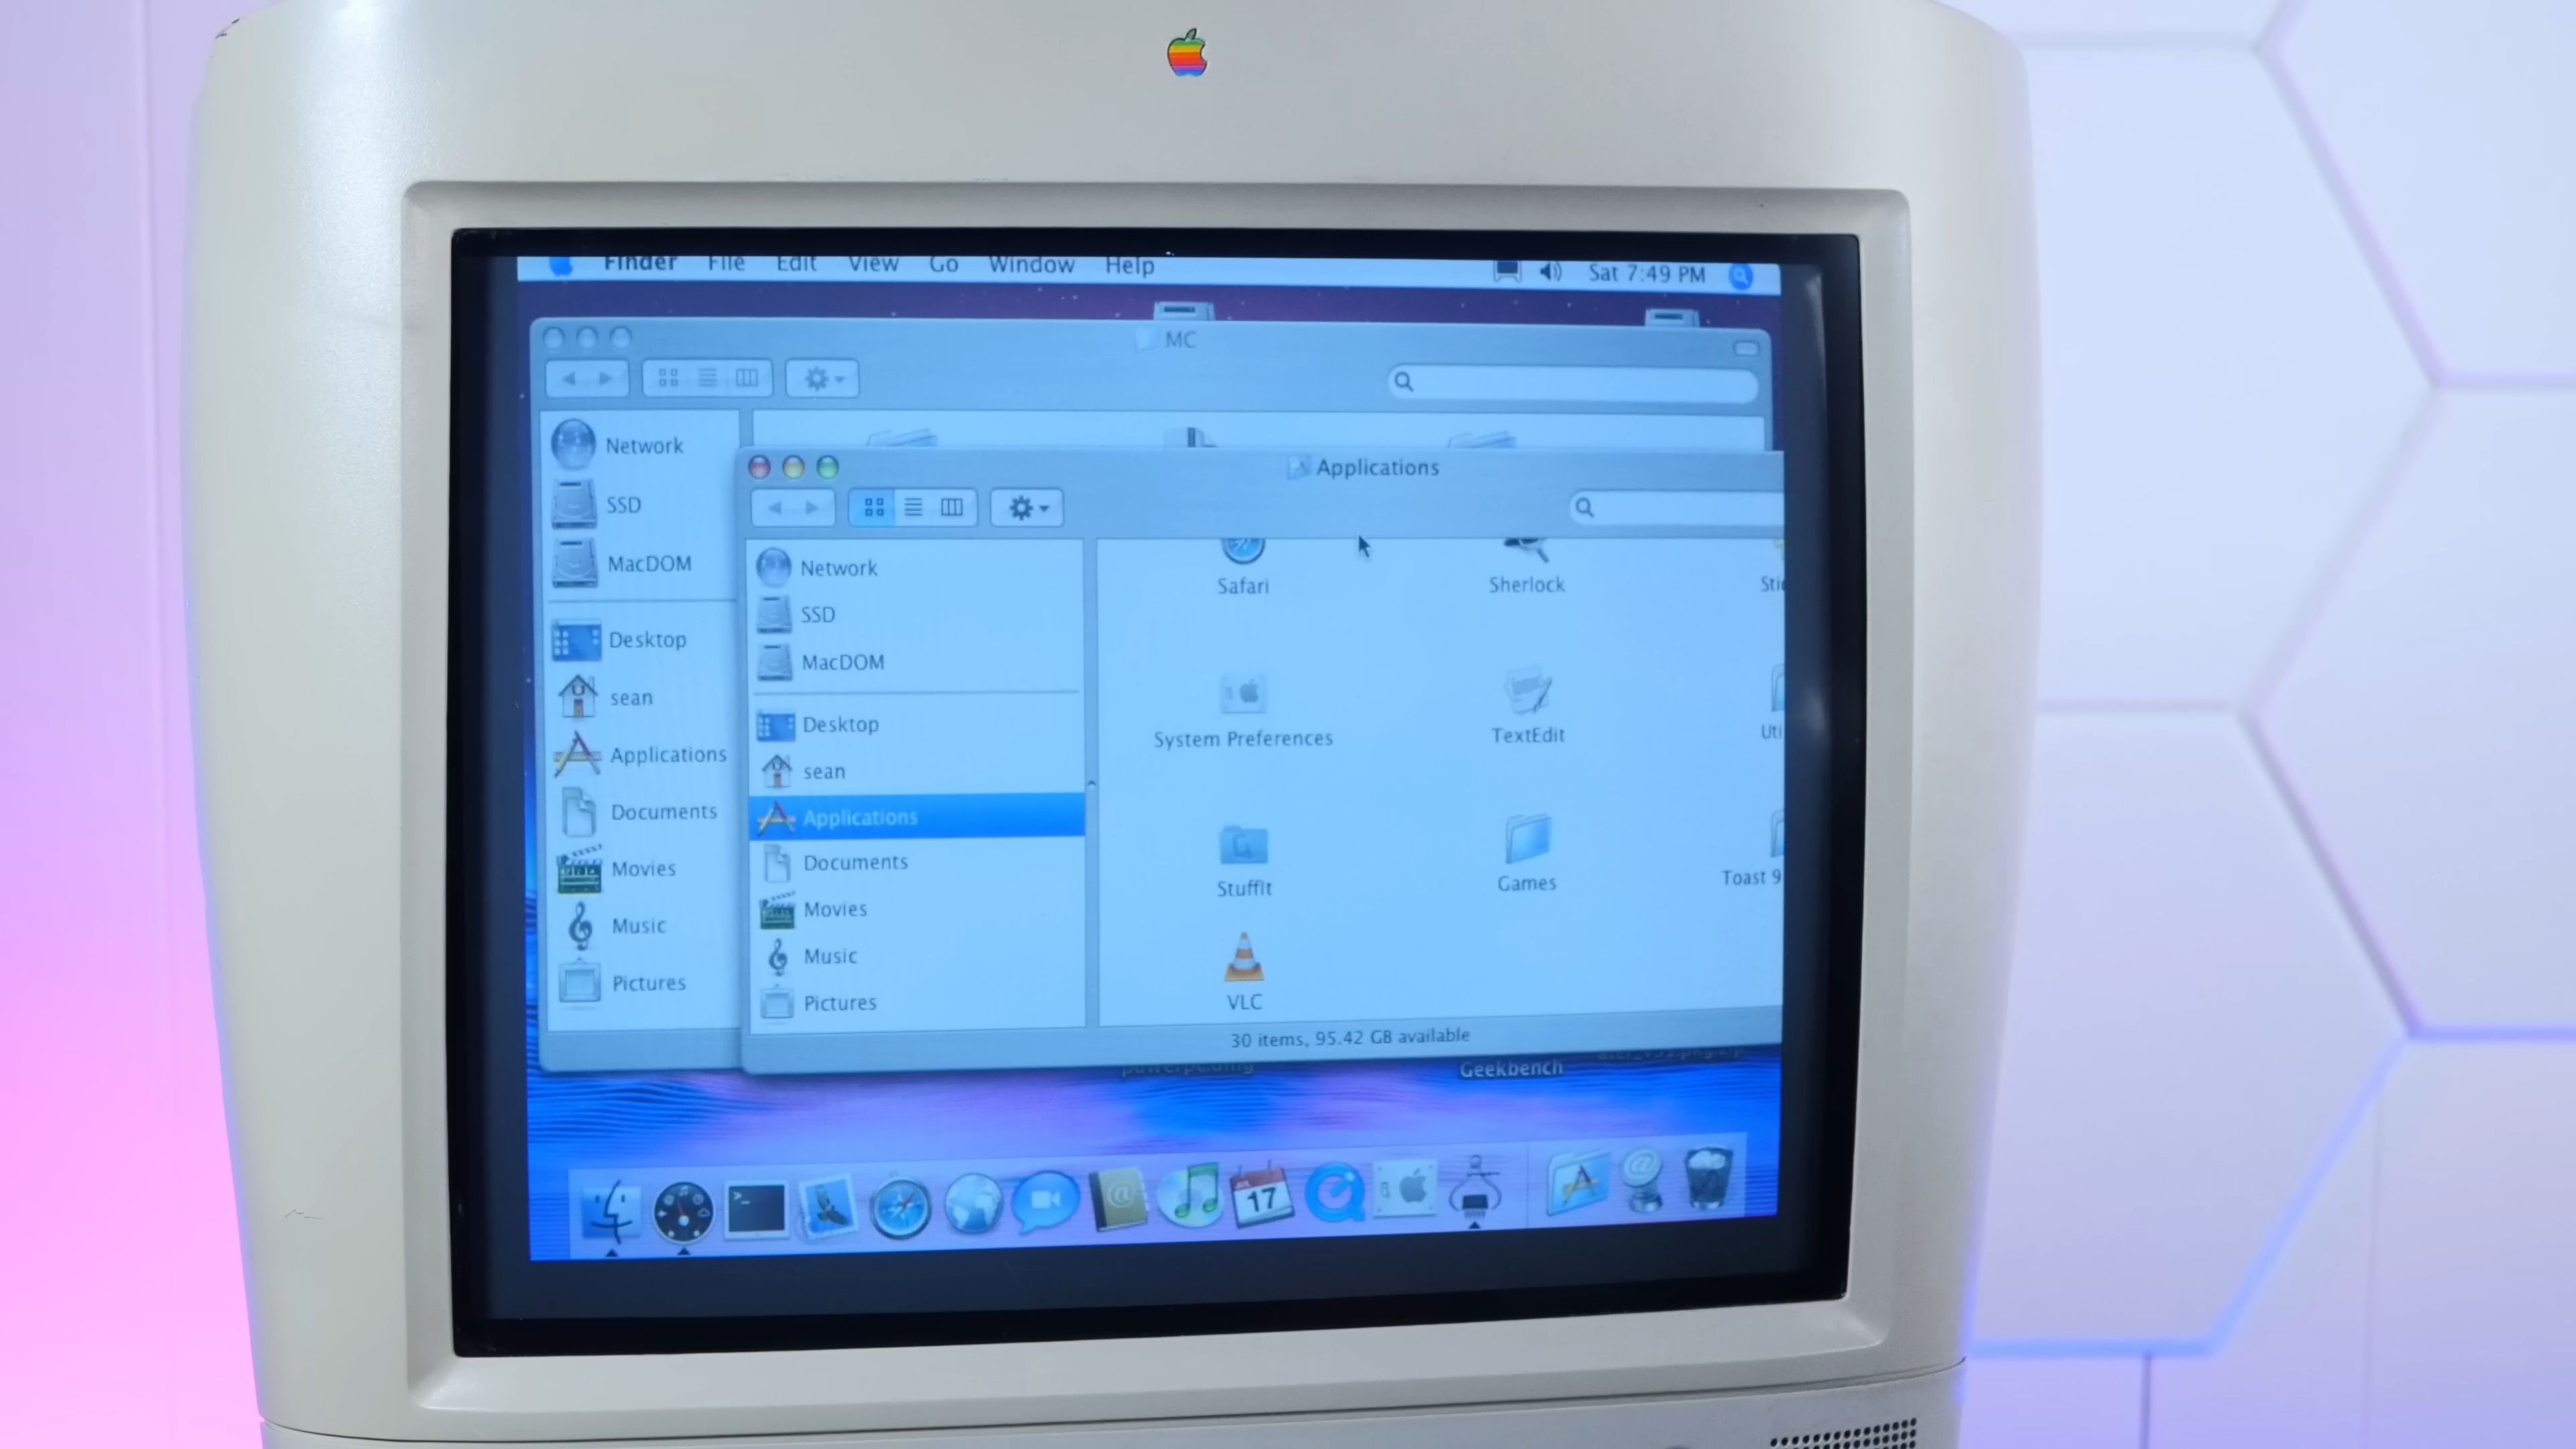 Finder File Edit View Go Window Help Sat 7:49 PM
MC
Network
SSD
MacDOM
Desktop
sean
Applications
Documents
Movies
Music
Pictures
Applications
Network
SSD
MacDOM
Desktop
sean
Applications
Documents
Movies
Music
Pictures
Safari Sherlock
System Preferences TextEdit
StuffIt Games Toast 9
VLC
30 items, 95.42 GB available
powerpc.dmg Geekbench
17